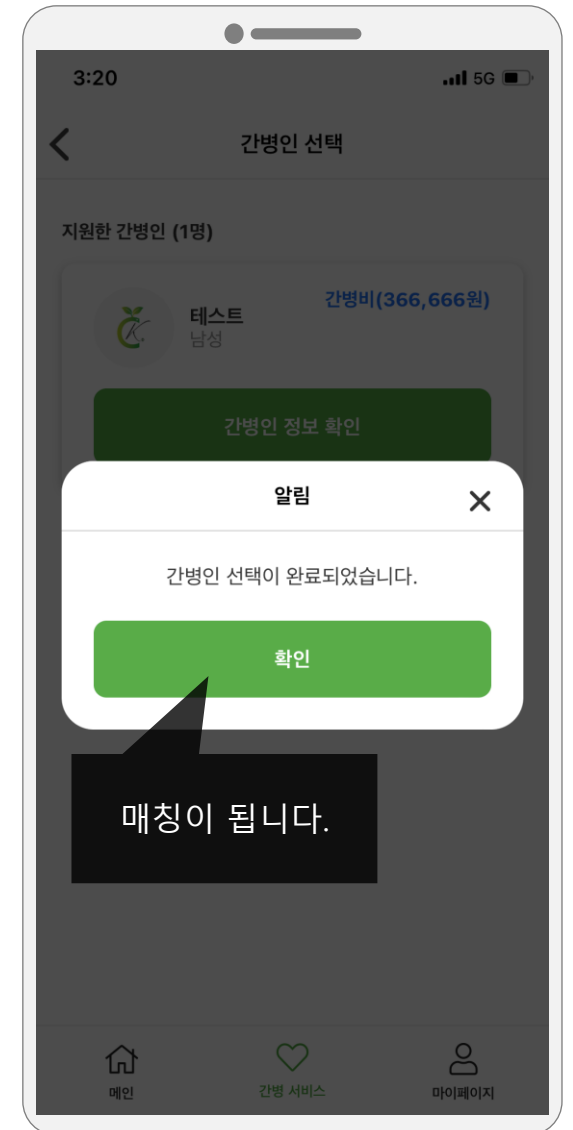 3:20
5G
간병인 선택
지원한 간병인 (1명)
간병비(366,666원)
테스트
남성
간병인 정보 확인
알림
간병인 선택이 완료되었습니다.
확인
매칭이 됩니다.
메인
간병 서비스
마이페이지